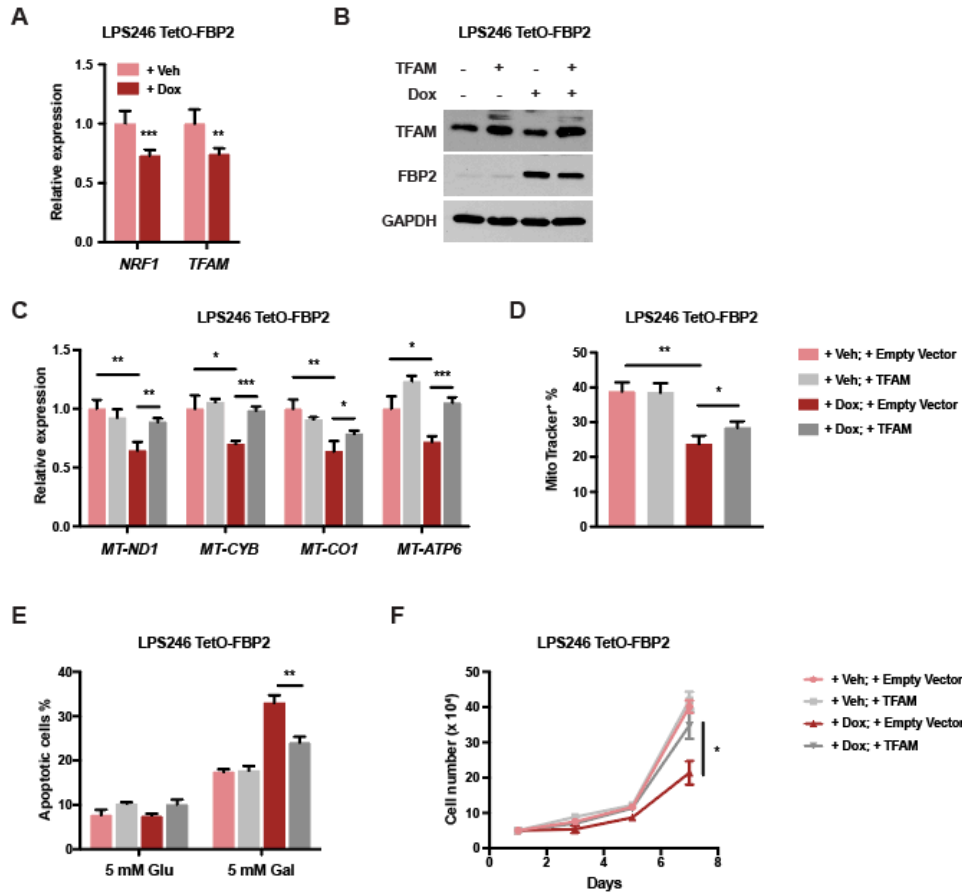 A
LPS246 TetO-FBP2
+ Veh
+ Dox
Relative expression
1.5
1.0
0.5
0.0
***
**
NRF1 TFAM
B
LPS246 TetO-FBP2
TFAM - + - +
Dox - - + +
TFAM
FBP2
GAPDH
C
LPS246 TetO-FBP2
Relative expression
1.5
1.0
0.5
0.0
** ** * *** ** * * ***
MT-ND1 MT-CYB MT-CO1 MT-ATP6
D
LPS246 TetO-FBP2
MitoTracker+ %
50
40
30
20
10
0
**
*
+ Veh; + Empty Vector
+ Veh; + TFAM
+ Dox; + Empty Vector
+ Dox; + TFAM
E
LPS246 TetO-FBP2
Apoptotic cells %
40
30
20
10
0
**
5 mM Glu 5 mM Gal
F
LPS246 TetO-FBP2
Cell number (x 10⁴)
50
40
30
20
10
0
*
0 2 4 6 8
Days
+ Veh; + Empty Vector
+ Veh; + TFAM
+ Dox; + Empty Vector
+ Dox; + TFAM